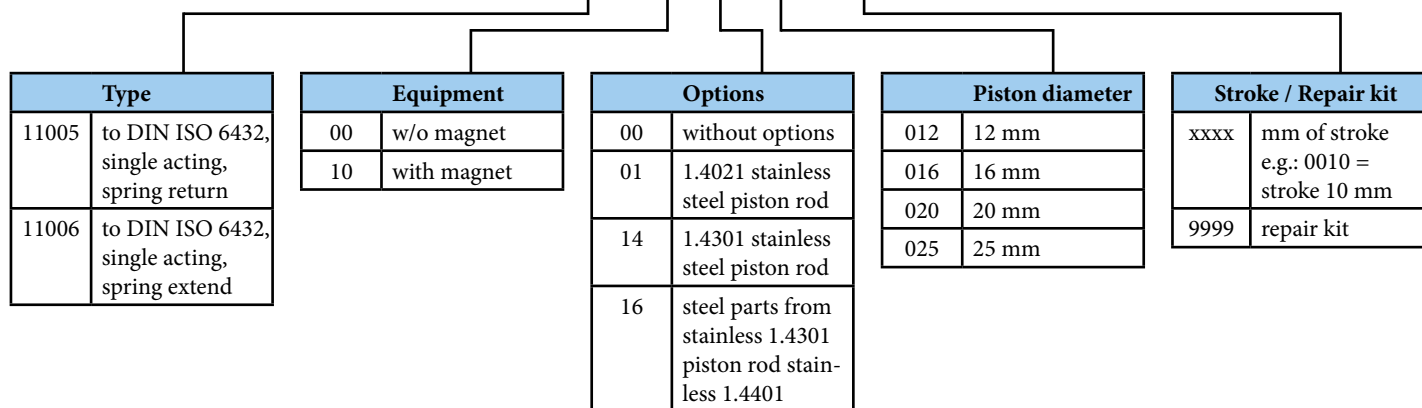 Type
11005 to DIN ISO 6432,
single acting,
spring return
11006 to DIN ISO 6432,
single acting,
spring extend
Equipment
00 w/o magnet
10 with magnet
Options
00 without options
01 1.4021 stainless
steel piston rod
14 1.4301 stainless
steel piston rod
16 steel parts from
stainless 1.4301
piston rod stain-
less 1.4401
Piston diameter
012 12 mm
016 16 mm
020 20 mm
025 25 mm
Stroke / Repair kit
xxxx mm of stroke
e.g.: 0010 =
stroke 10 mm
9999 repair kit